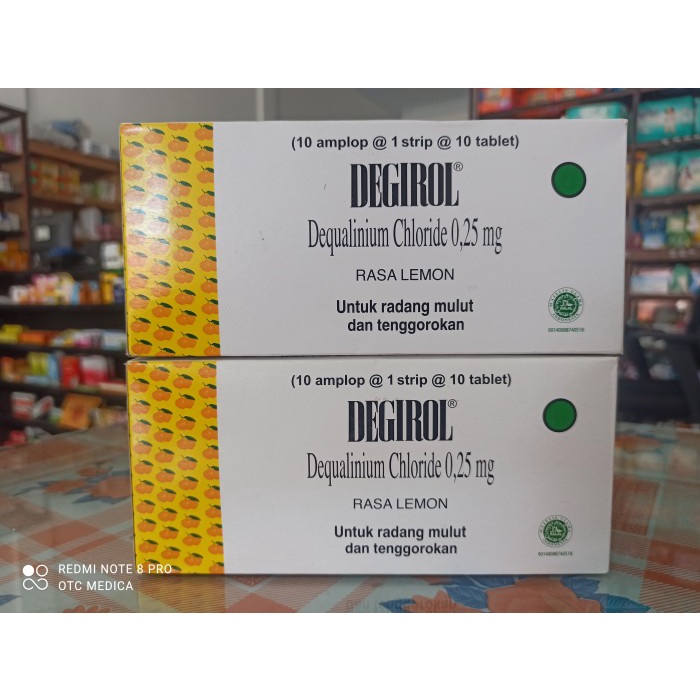 (10 amplop @ 1 strip @ 10 tablet)
DEGIROL®
Dequalinium Chloride 0,25 mg
RASA LEMON
Untuk radang mulut
dan tenggorokan
(10 amplop @ 1 strip @ 10 tablet)
DEGIROL®
Dequalinium Chloride 0,25 mg
RASA LEMON
Untuk radang mulut
dan tenggorokan
REDMI NOTE 8 PRO
OTC MEDICA